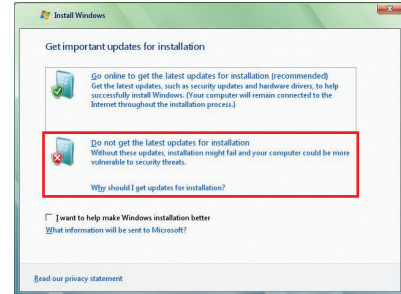 Install Windows
Get important updates for installation
Go online to get the latest updates for installation (recommended)
Get the latest updates, such as security updates and hardware drivers, to help
successfully install Windows. (Your computer will remain connected to the
Internet throughout the installation process.)
Do not get the latest updates for installation
Without these updates, installation might fail and your computer could be more
vulnerable to security threats.
Why should I get updates for installation?
I want to help make Windows installation better
What information will be sent to Microsoft?
Read our privacy statement